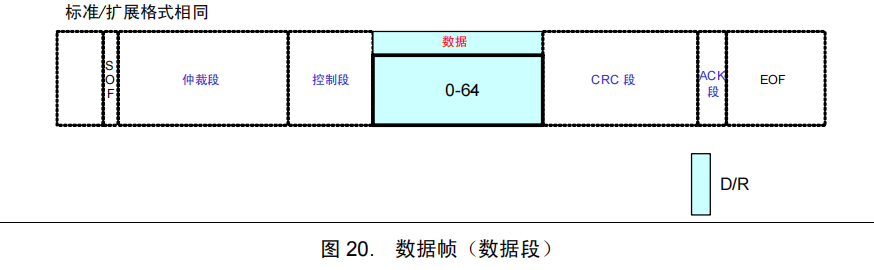 标准/扩展格式相同
SOF
仲裁段
控制段
数据
0-64
CRC 段
ACK
段
EOF
D/R
图 20. 数据帧（数据段）